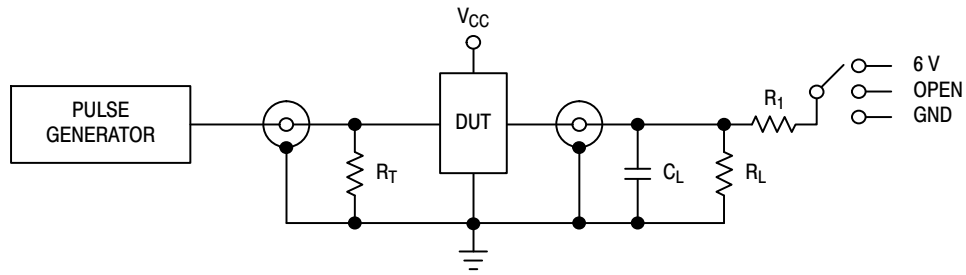 V_CC
6 V
OPEN
GND
PULSE
GENERATOR
DUT
R_1
R_T
C_L
R_L